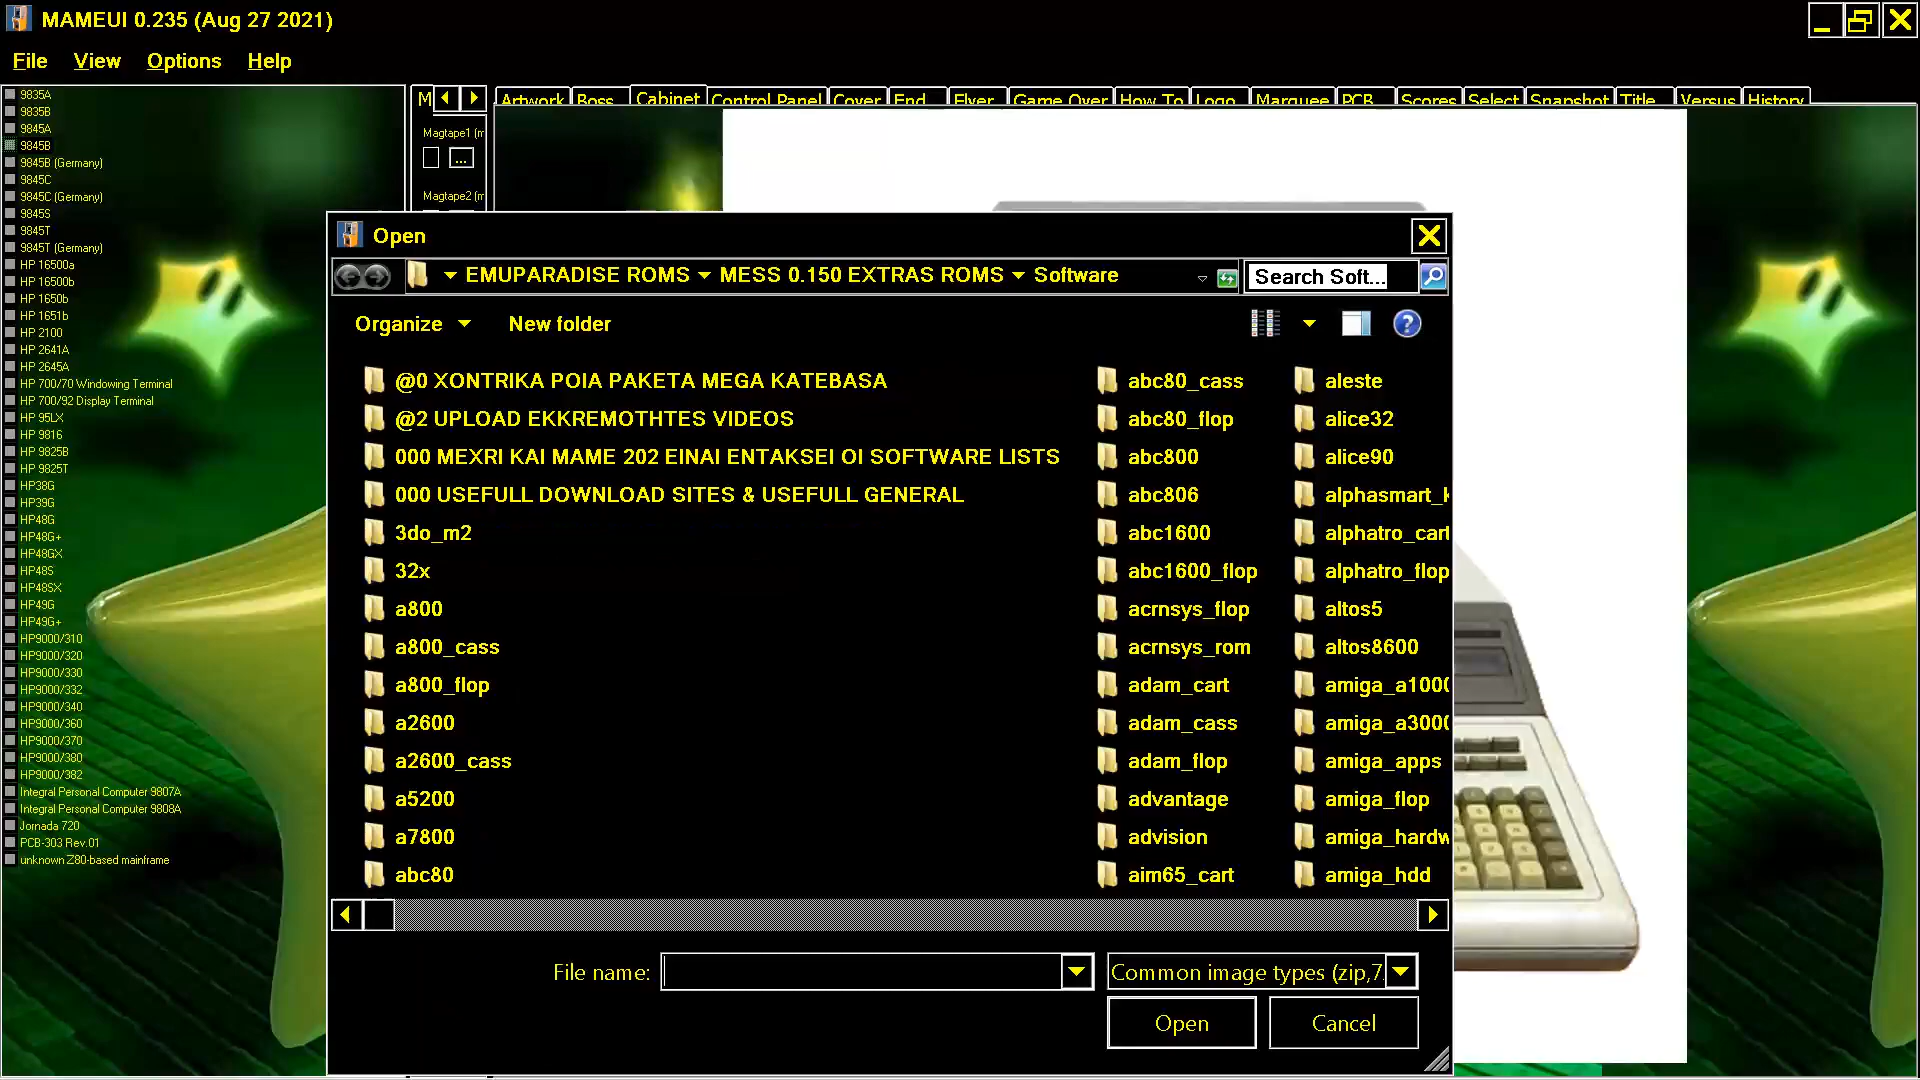 MAMEUI 0.235 (Aug 27 2021)
File View Options Help
9835A
9835B
9845A
9845B
9845B (Germany)
9845C
9845C (Germany)
9845S
9845T
9845T (Germany)
HP 16500a
HP 16500b
HP 1650b
HP 1651b
HP 2100
HP 2641A
HP 2645A
HP 700/70 Windowing Terminal
HP 700/92 Display Terminal
HP 95LX
HP 9816
HP 9825B
HP 9825T
HP38G
HP39G
HP48G
HP48G+
HP48GX
HP48S
HP48SX
HP49G
HP49G+
HP9000/310
HP9000/320
HP9000/330
HP9000/332
HP9000/340
HP9000/360
HP9000/370
HP9000/380
HP9000/382
Integral Personal Computer 9807A
Integral Personal Computer 9808A
Jornada 720
PCB-303 Rev.01
unknown Z80-based mainframe
M
Artwork Boss Cabinet Control Panel Cover End Flyer Game Over How To Logo Marquee PCB Scores Select Snapshot Title Versus History
Magtape1 (m
...
Magtape2 (m
Open
EMUPARADISE ROMS MESS 0.150 EXTRAS ROMS Software
Search Soft...
Organize New folder
@0 XONTRIKA POIA PAKETA MEGA KATEBASA
@2 UPLOAD EKKREMOTHTES VIDEOS
000 MEXRI KAI MAME 202 EINAI ENTAKSEI OI SOFTWARE LISTS
000 USEFULL DOWNLOAD SITES & USEFULL GENERAL
3do_m2
32x
a800
a800_cass
a800_flop
a2600
a2600_cass
a5200
a7800
abc80
abc80_cass
abc80_flop
abc800
abc806
abc1600
abc1600_flop
acrnsys_flop
acrnsys_rom
adam_cart
adam_cass
adam_flop
advantage
advision
aim65_cart
aleste
alice32
alice90
alphasmart_k
alphatro_cart
alphatro_flop
altos5
altos8600
amiga_a1000
amiga_a3000
amiga_apps
amiga_flop
amiga_hardw
amiga_hdd
File name:
Common image types (zip,7.
Open Cancel